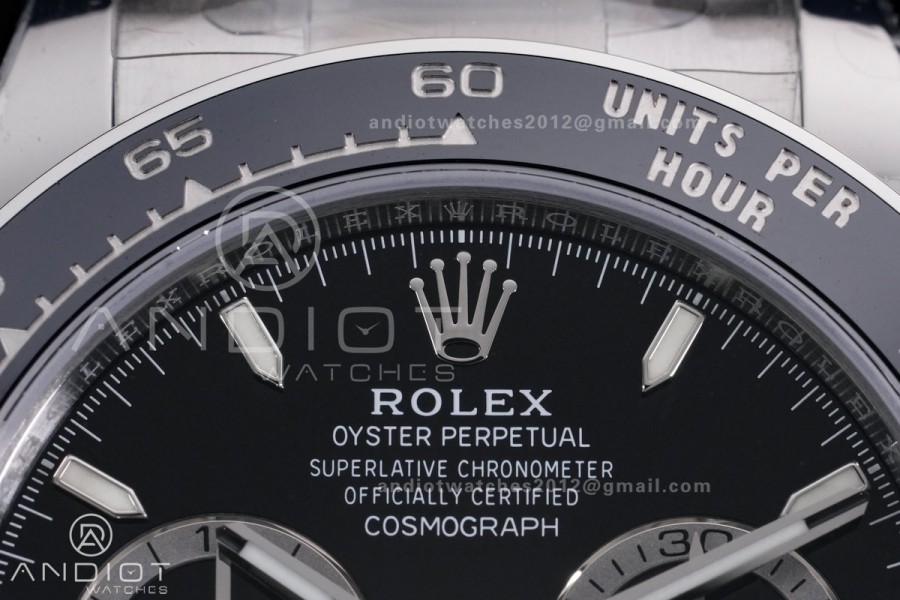 60
65
UNITS PER
HOUR
andiotwatches2012@gmail.com
ROLEX
ANDIOT
WATCHES
ROLEX
OYSTER PERPETUAL
SUPERLATIVE CHRONOMETER
andiotwatches2012@gmail.com
OFFICIALLY CERTIFIED
COSMOGRAPH
30
ANDIOT
WATCHES